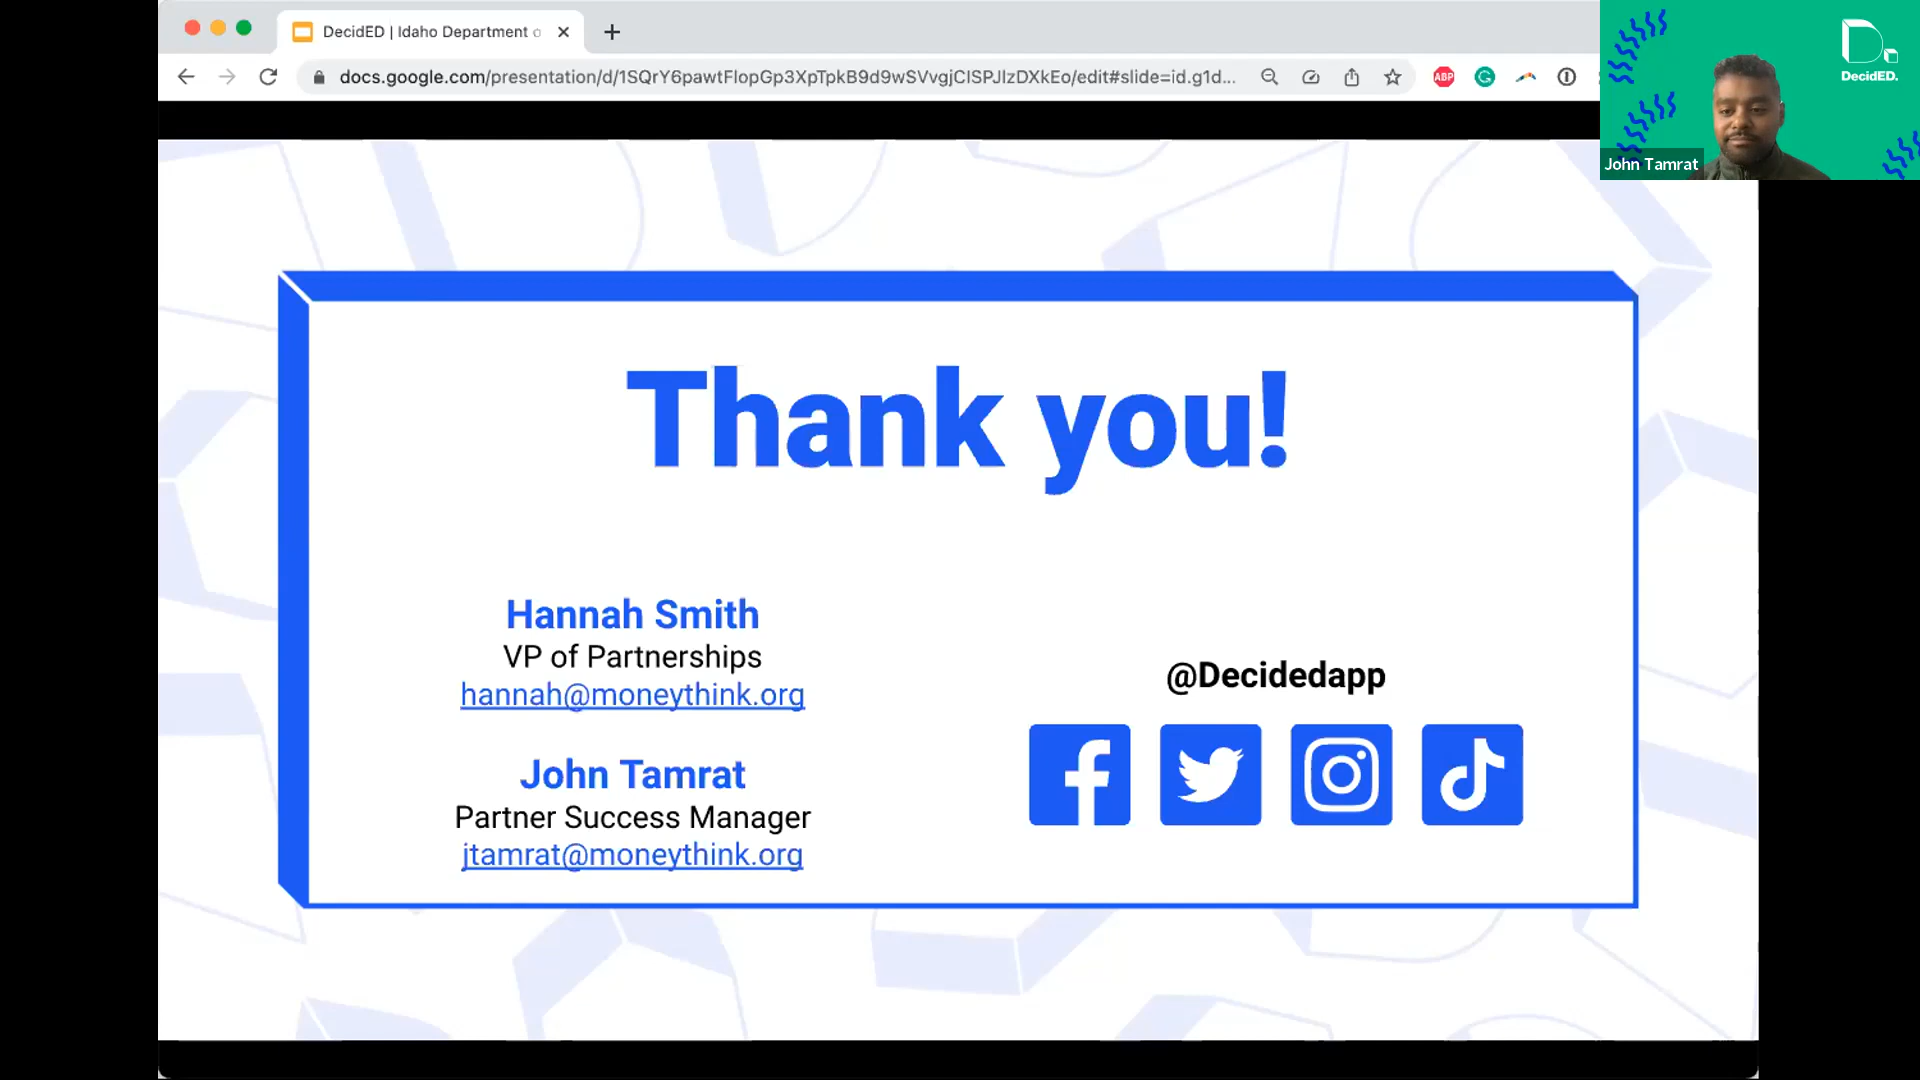 DecidED | Idaho Department o
docs.google.com/presentation/d/1SQrY6pawtFlopGp3XpTpkB9d9wSVvgjClSPJlzDXkEo/edit#slide=id.g1d...
ABP
DecidED.
John Tamrat
Thank you!
Hannah Smith
VP of Partnerships
hannah@moneythink.org
John Tamrat
Partner Success Manager
jtamrat@moneythink.org
@Decidedapp